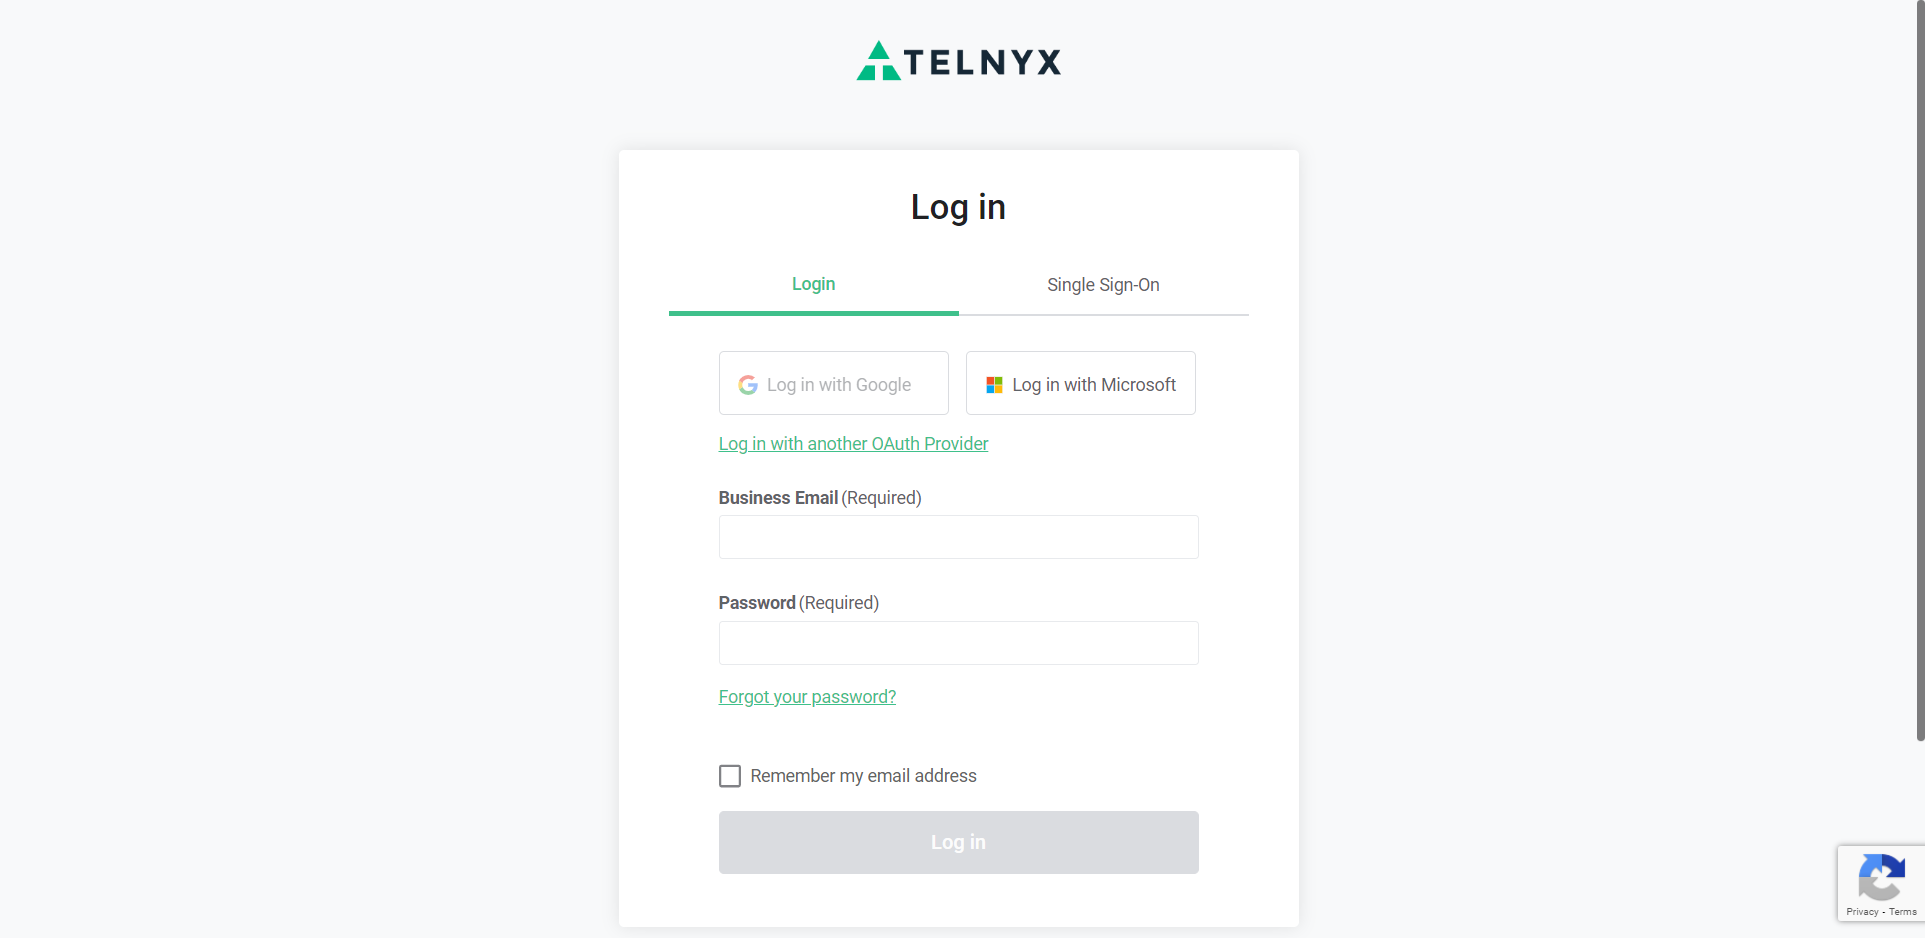 TELNYX
Log in
Login
Single Sign-On
Log in with Google
Log in with Microsoft
Log in with another OAuth Provider
Business Email (Required)
Password (Required)
Forgot your password?
Remember my email address
Log in
Privacy - Terms